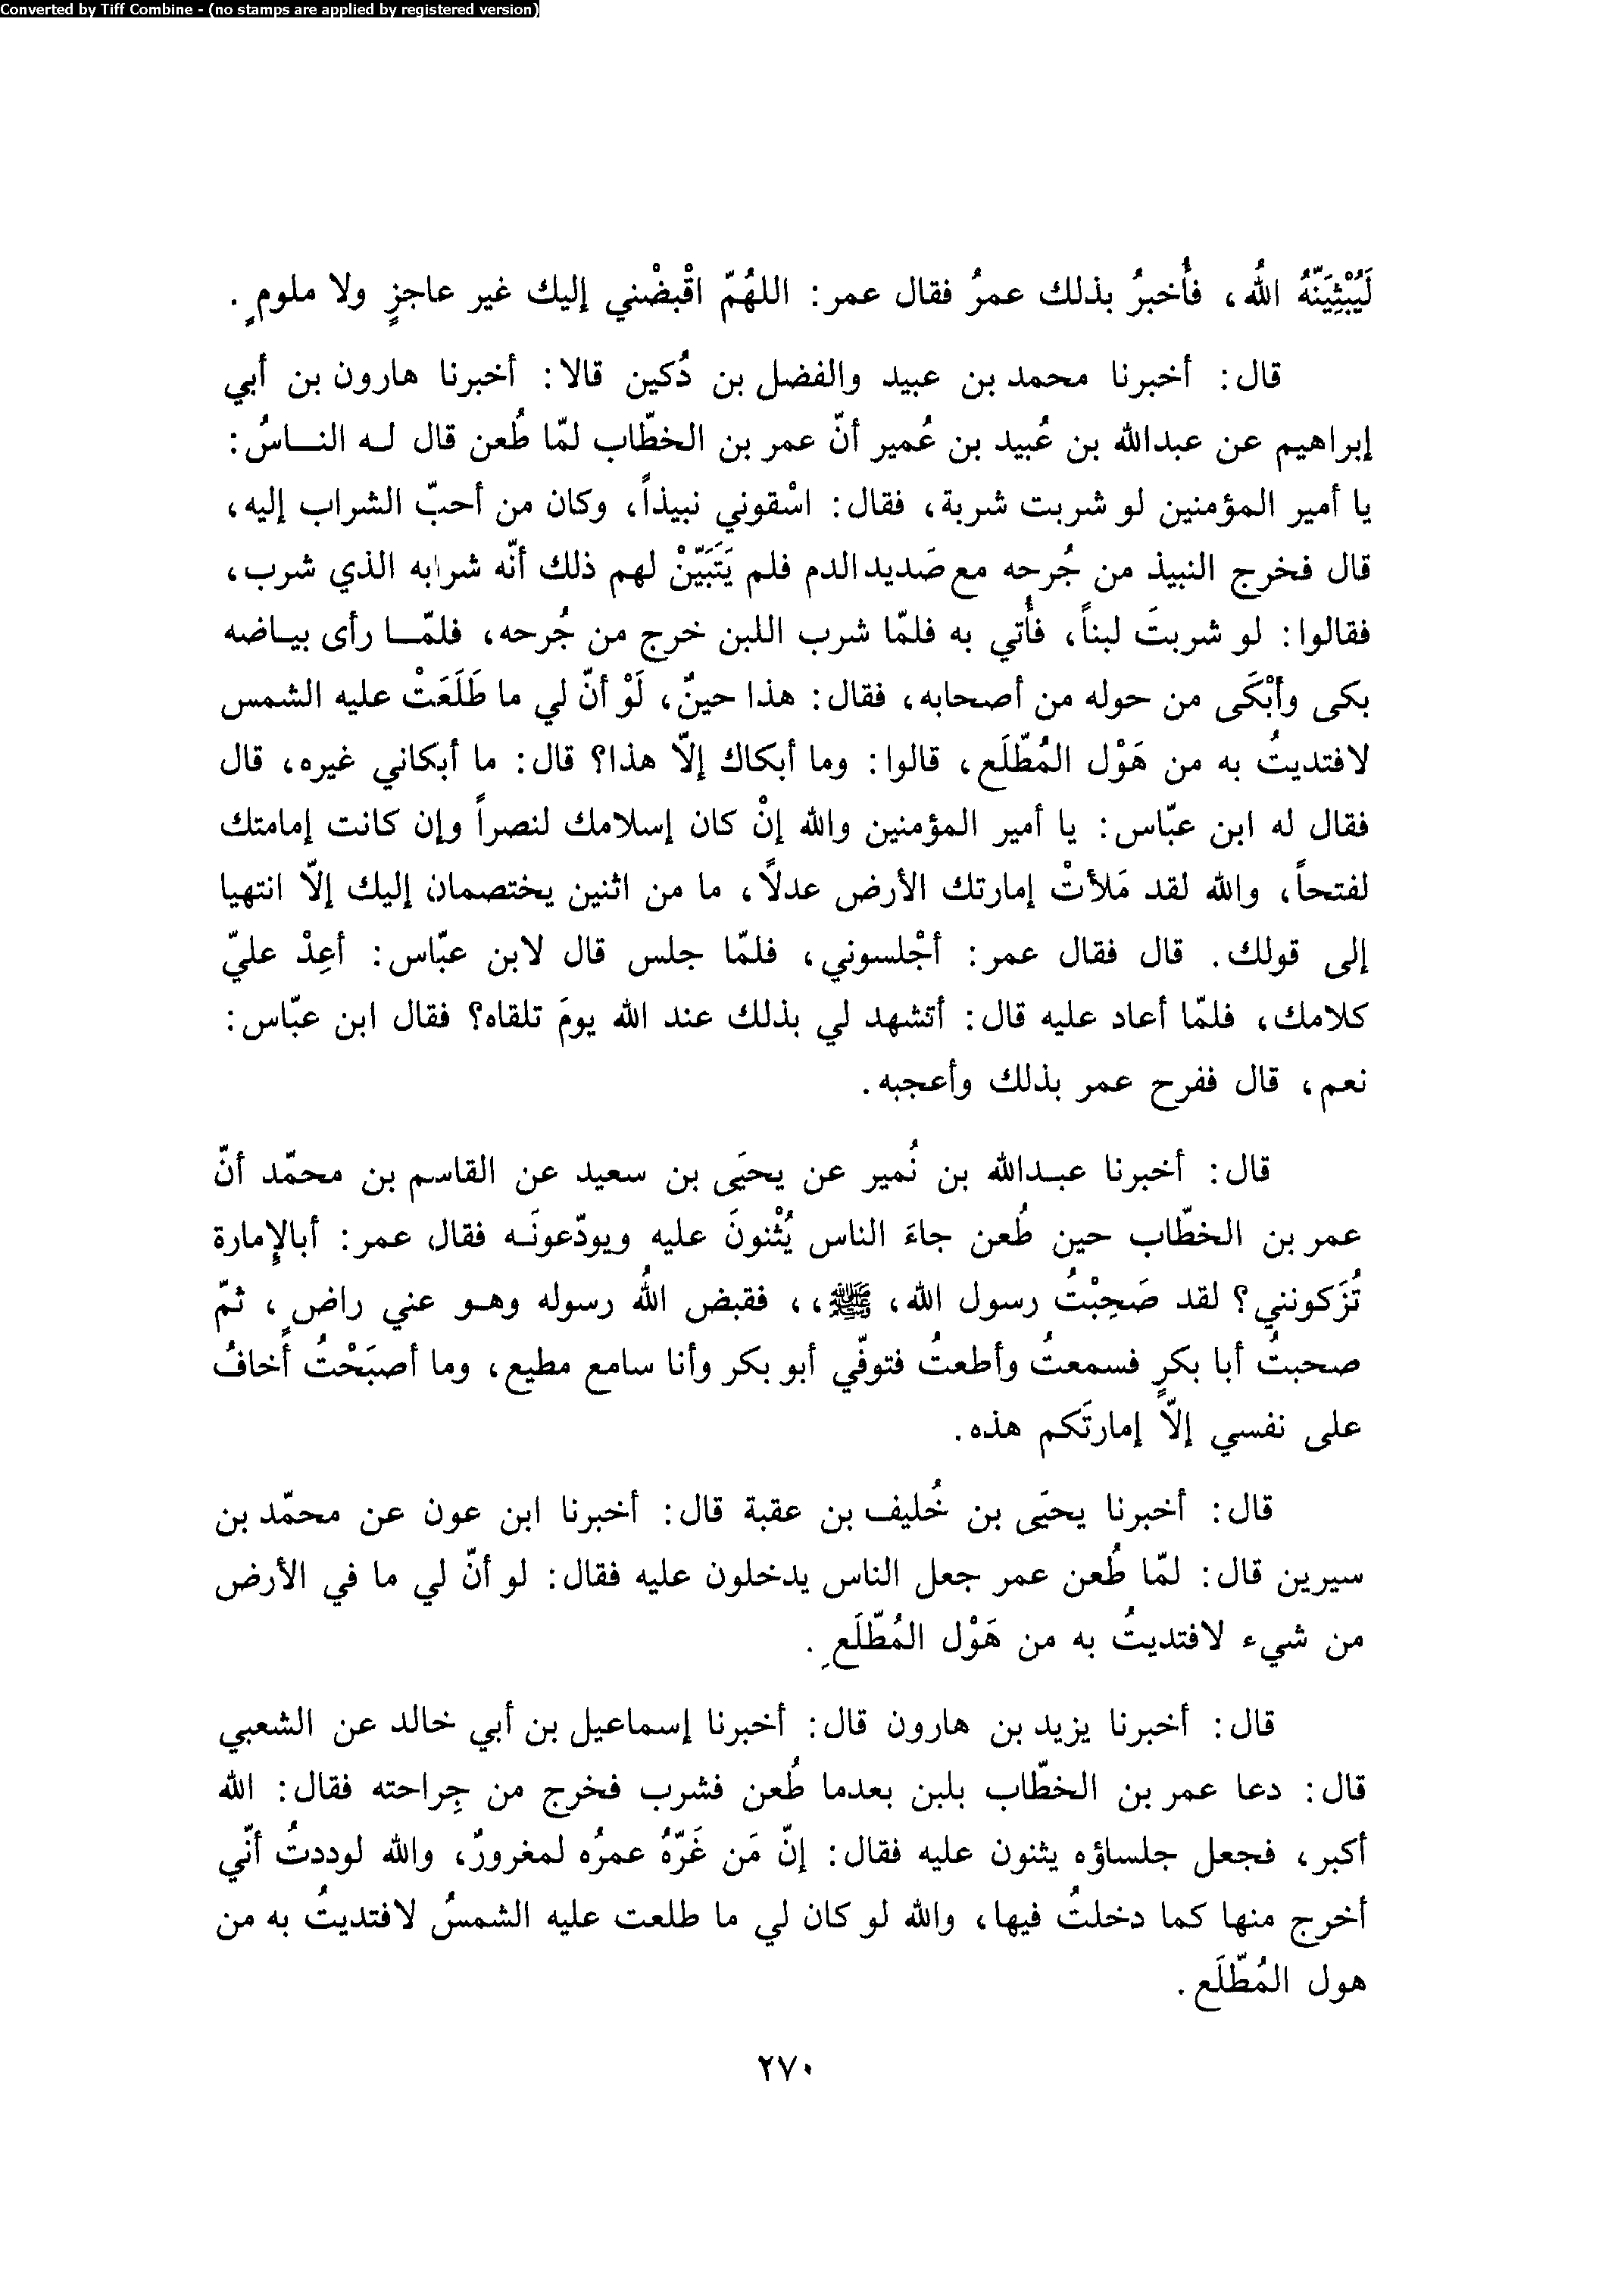 Converted by Tiff Combine - (no stamps are applied by registered version)
لَيُبْثِيَنّهُ اللهُ، فأُخبرُ بذلك عمرُ فقال عمر: اللهُمّ اقْبضْني إليك غير عاجزٍ ولا ملومٍ.
قال: أخبرنا محمد بن عبيد والفضل بن دُكين قالا: أخبرنا هارون بن أبي
إبراهيم عن عبدالله بن عُبيد بن عُمير أنّ عمر بن الخطّاب لمّا طُعن قال له الناسُ:
يا أمير المؤمنين لو شربت شربة، فقال: اسْقوني نبيذاً، وكان من أحبّ الشراب إليه،
قال فخرج النبيذ من جُرحه مع صَديد الدم فلم يَتَبَيّنْ لهم ذلك أنّه شرابه الذي شرب،
فقالوا: لو شربتَ لبناً، فأُتي به فلمّا شرب اللبن خرج من جُرحه، فلمّا رأى بياضه
بكى وأبْكَى من حوله من أصحابه، فقال: هذا حينٌ، لَوْ أنّ لي ما طَلَعَتْ عليه الشمس
لافتديتُ به من هَوْل المُطّلَع، قالوا: وما أبكاك إلّا هذا؟ قال: ما أبكاني غيره، قال
فقال له ابن عبّاس: يا أمير المؤمنين والله إنْ كان إسلامك لنصراً وإن كانت إمامتك
لفتحاً، والله لقد مَلأتْ إمارتك الأرض عدلاً، ما من اثنين يختصمان إليك إلّا انتهيا
إلى قولك. قال فقال عمر: أجْلسوني، فلمّا جلس قال لابن عبّاس: أعِدْ عليّ
كلامك، فلمّا أعاد عليه قال: أتشهد لي بذلك عند الله يومَ تلقاه؟ فقال ابن عبّاس:
نعم، قال ففرح عمر بذلك وأعجبه.
قال: أخبرنا عبدالله بن نُمير عن يحيَى بن سعيد عن القاسم بن محمّد أنّ
عمر بن الخطّاب حين طُعن جاءَ الناس يُثْنونَ عليه ويودّعونَه فقال عمر: أبالإمارة
تُزَكونني؟ لقد صَحِبْتُ رسول الله، ﷺ،، فقبض اللهُ رسوله وهو عني راضٍ، ثمّ
صحبتُ أبا بكرٍ فسمعتُ وأطعتُ فتوفّي أبو بكر وأنا سامع مطيع، وما أصبَحْتُ أخافُ
على نفسي إلّا إمارتَكم هذه.
قال: أخبرنا يحيَى بن خُليف بن عقبة قال: أخبرنا ابن عون عن محمّد بن
سيرين قال: لمّا طُعن عمر جعل الناس يدخلون عليه فقال: لو أنّ لي ما في الأرض
من شيء لافتديتُ به من هَوْل المُطّلَعِ.
قال: أخبرنا يزيد بن هارون قال: أخبرنا إسماعيل بن أبي خالد عن الشعبي
قال: دعا عمر بن الخطّاب بلبن بعدما طُعن فشرب فخرج من جِراحته فقال: الله
أكبر، فجعل جلساؤه يثنون عليه فقال: إنّ مَن غَرّهُ عمرُه لمغرورٌ، والله لوددتُ أنّي
أخرج منها كما دخلتُ فيها، والله لو كان لي ما طلعت عليه الشمسُ لافتديتُ به من
هول المُطّلَع.
٢٧٠